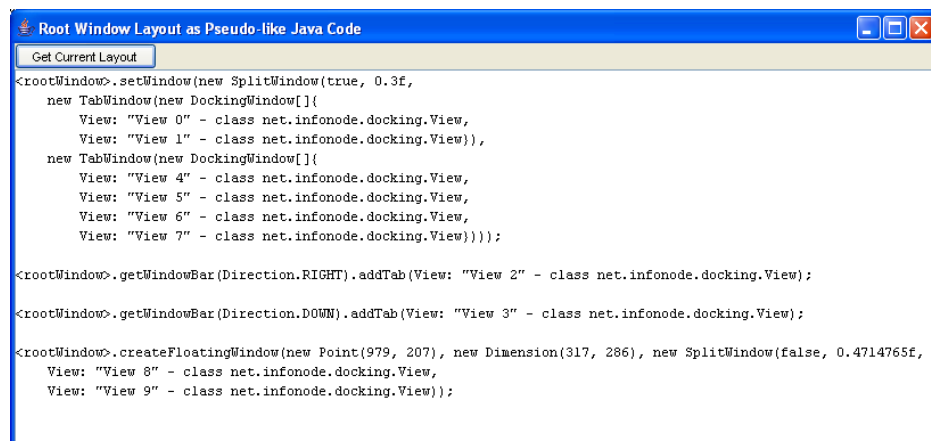 Root Window Layout as Pseudo-like Java Code
Get Current Layout
<rootWindow>.setWindow(new SplitWindow(true, 0.3f,
    new TabWindow(new DockingWindow[]{
        View: "View 0" - class net.infonode.docking.View,
        View: "View 1" - class net.infonode.docking.View}),
    new TabWindow(new DockingWindow[]{
        View: "View 4" - class net.infonode.docking.View,
        View: "View 5" - class net.infonode.docking.View,
        View: "View 6" - class net.infonode.docking.View,
        View: "View 7" - class net.infonode.docking.View})));
<rootWindow>.getWindowBar(Direction.RIGHT).addTab(View: "View 2" - class net.infonode.docking.View);
<rootWindow>.getWindowBar(Direction.DOWN).addTab(View: "View 3" - class net.infonode.docking.View);
<rootWindow>.createFloatingWindow(new Point(979, 207), new Dimension(317, 286), new SplitWindow(false, 0.4714765f,
    View: "View 8" - class net.infonode.docking.View,
    View: "View 9" - class net.infonode.docking.View));